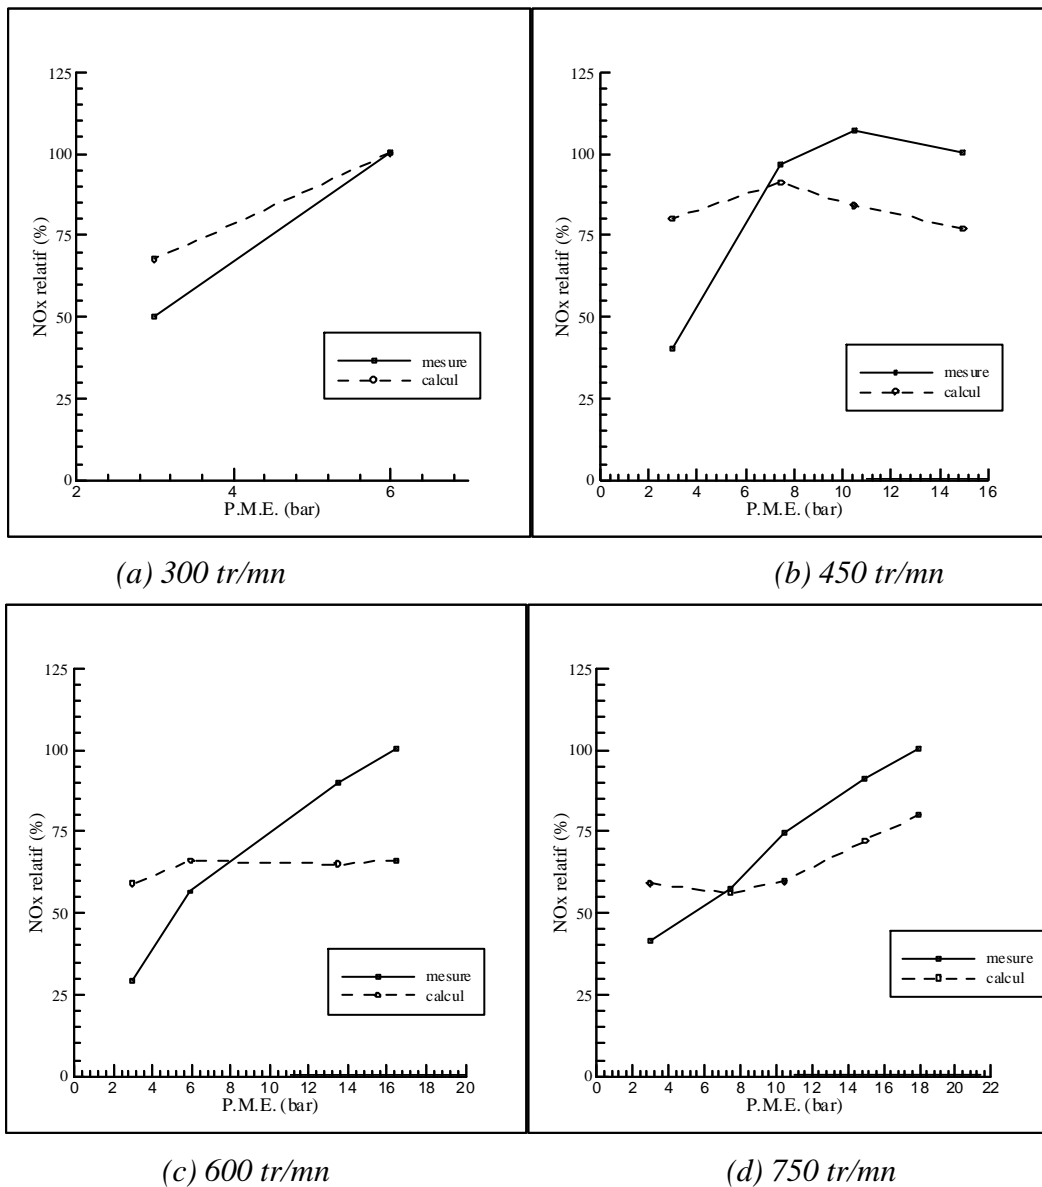 125
100
75
50
25
0
NOx relatif (%)
2
4
6
P.M.E. (bar)
mesure
calcul
(a) 300 tr/mn
125
100
75
50
25
0
NOx relatif (%)
0 2 4 6 8 10 12 14 16
P.M.E. (bar)
mesure
calcul
(b) 450 tr/mn
125
100
75
50
25
0
NOx relatif (%)
0 2 4 6 8 10 12 14 16 18 20
P.M.E. (bar)
mesure
calcul
(c) 600 tr/mn
125
100
75
50
25
0
NOx relatif (%)
0 2 4 6 8 10 12 14 16 18 20 22
P.M.E. (bar)
mesure
calcul
(d) 750 tr/mn